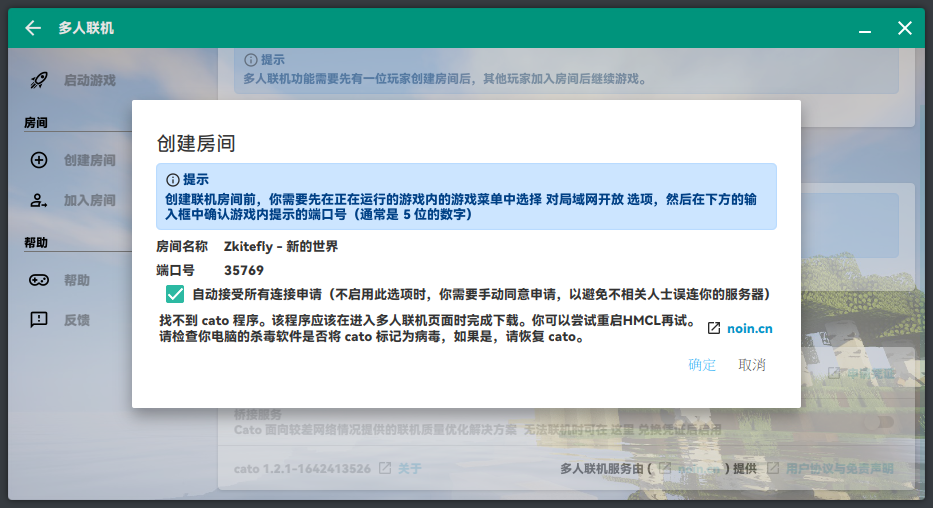 多人联机
启动游戏
房间
创建房间
加入房间
帮助
帮助
反馈
提示
多人联机功能需要先有一位玩家创建房间后，其他玩家加入房间后继续游戏。
创建房间
提示
创建联机房间前，你需要先在正在运行的游戏内的游戏菜单中选择 对局域网开放 选项，然后在下方的输
入框中确认游戏内提示的端口号（通常是 5 位的数字）
房间名称 Zkitefly - 新的世界
端口号 35769
自动接受所有连接申请（不启用此选项时，你需要手动同意申请，以避免不相关人士误连你的服务器）
找不到 cato 程序。该程序应该在进入多人联机页面时完成下载。你可以尝试重启HMCL再试。
请检查你电脑的杀毒软件是否将 cato 标记为病毒，如果是，请恢复 cato。
noin.cn
确定 取消
桥接服务
Cato 面向较差网络情况提供的联机质量优化解决方案 无法联机时可在 这里 兑换凭证后启用
cato 1.2.1-1642413526 关于 多人联机服务由 ( noin.cn ) 提供 用户协议与免责声明